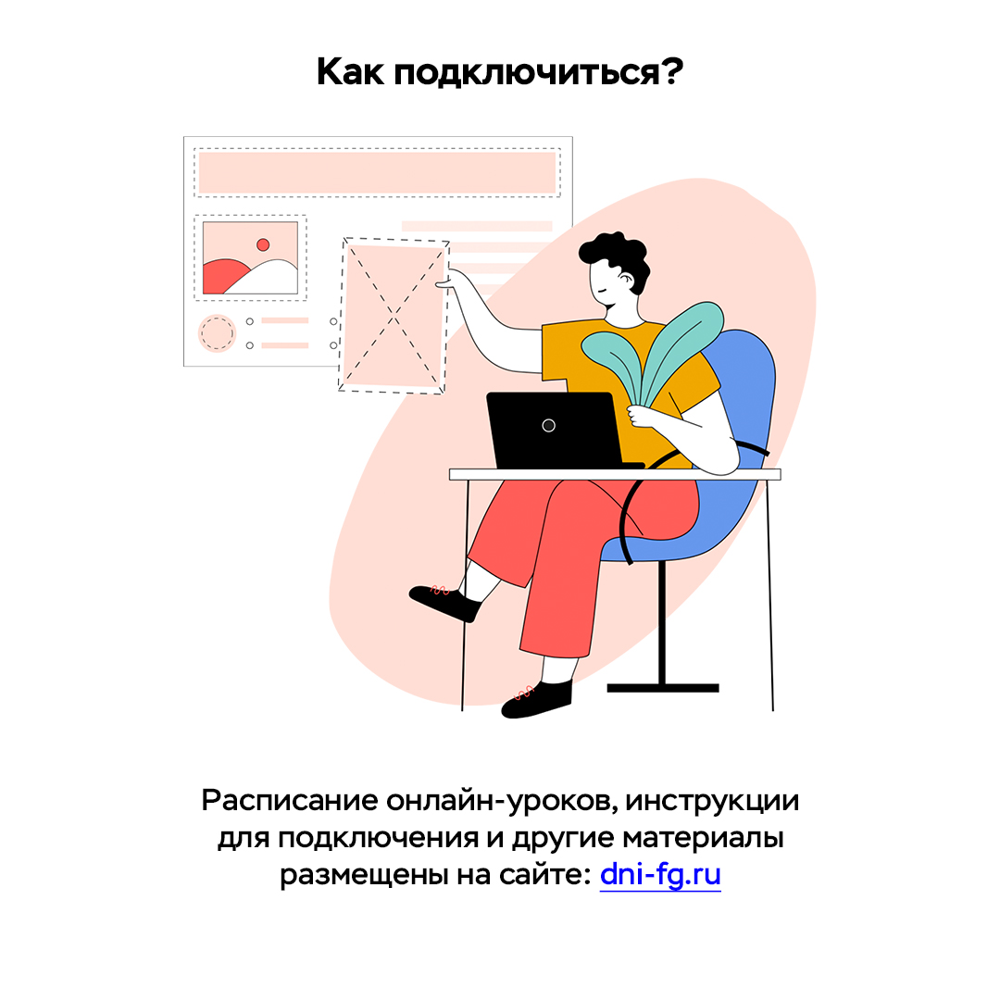 Как подключиться?
Расписание онлайн-уроков, инструкции
для подключения и другие материалы
размещены на сайте: dni-fg.ru